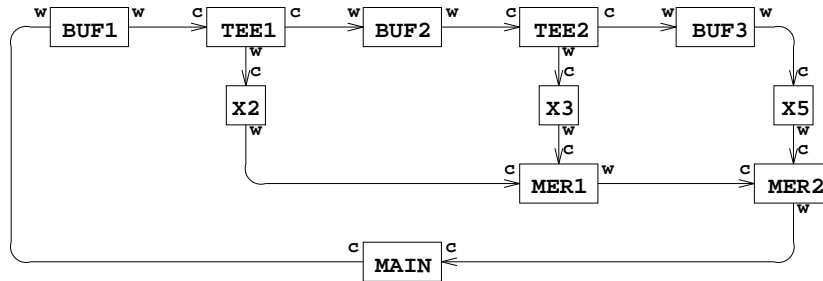 W BUF1 W C TEE1 C W BUF2 W C TEE2 C W BUF3 W
W W C
C C
X2 X3 X5
W W W
C C
C MER1 W C MER2
W
C MAIN C